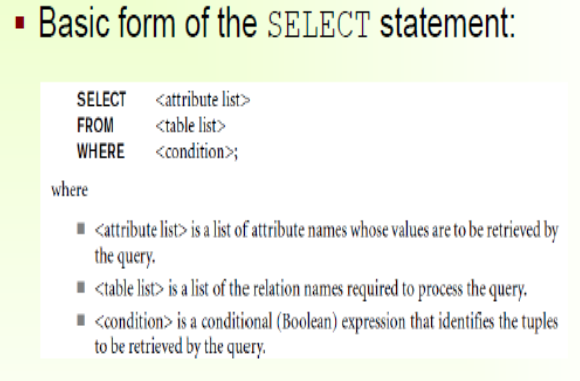 ▪ Basic form of the SELECT statement:
SELECT <attribute list>
FROM <table list>
WHERE <condition>;
where
■ <attribute list> is a list of attribute names whose values are to be retrieved by
the query.
■ <table list> is a list of the relation names required to process the query.
■ <condition> is a conditional (Boolean) expression that identifies the tuples
to be retrieved by the query.